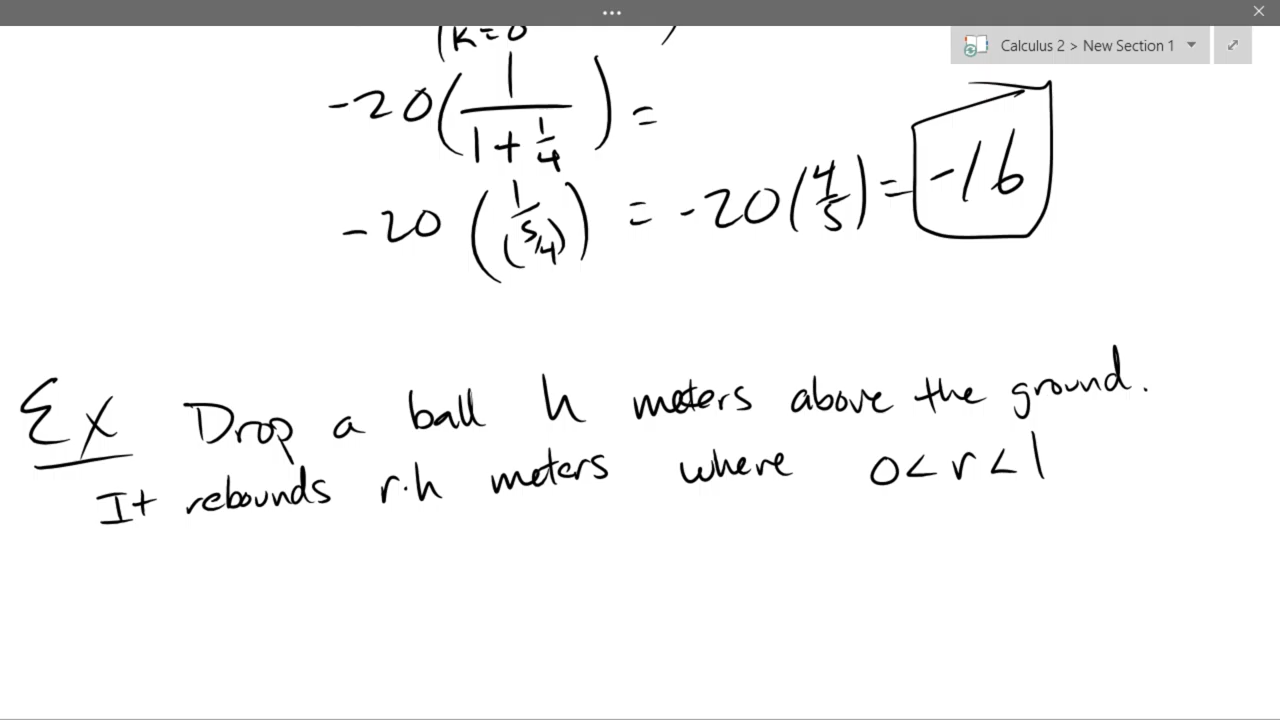 Calculus 2 > New Section 1
(k=0 )
-20(1/(1+1/4)) =
-20(1/(5/4)) = -20(4/5) = -16
Ex Drop a ball h meters above the ground.
It rebounds r·h meters where 0<r<1